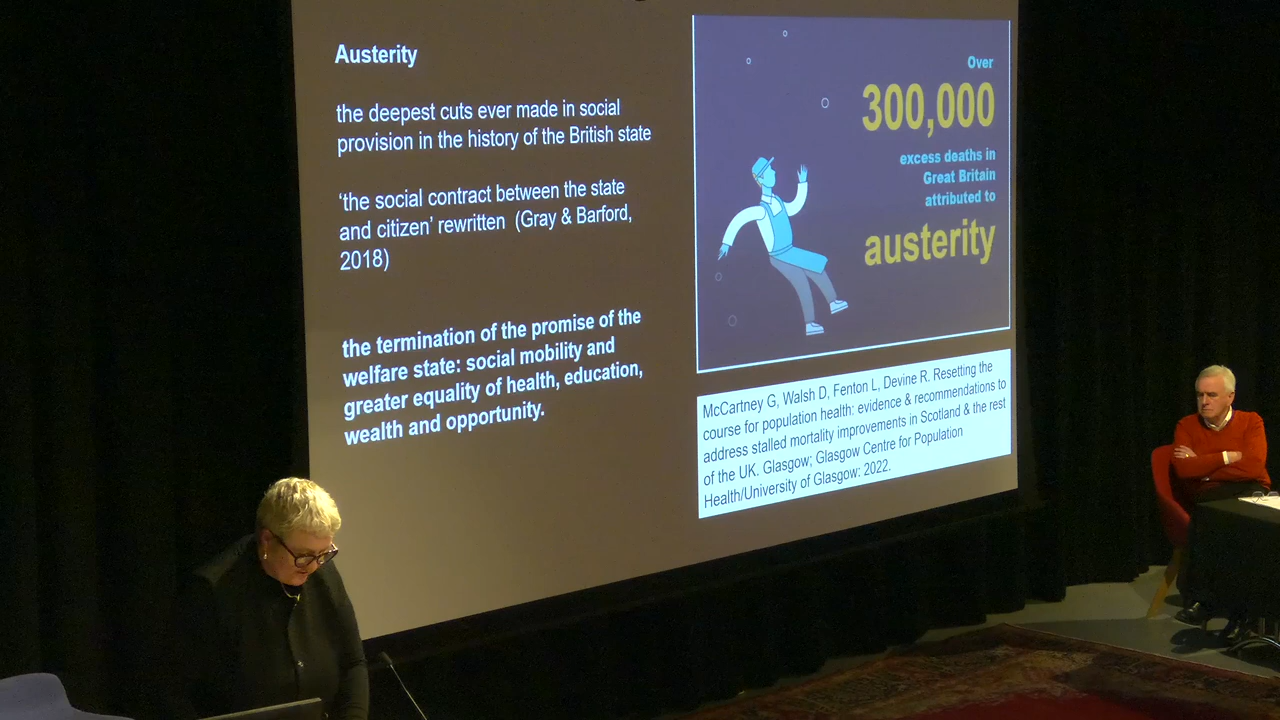 Austerity
the deepest cuts ever made in social
provision in the history of the British state
‘the social contract between the state
and citizen’ rewritten (Gray & Barford,
2018)
the termination of the promise of the
welfare state: social mobility and
greater equality of health, education,
wealth and opportunity.
Over
300,000
excess deaths in
Great Britain
attributed to
austerity
McCartney G, Walsh D, Fenton L, Devine R. Resetting the
course for population health: evidence & recommendations to
address stalled mortality improvements in Scotland & the rest
of the UK. Glasgow; Glasgow Centre for Population
Health/University of Glasgow: 2022.